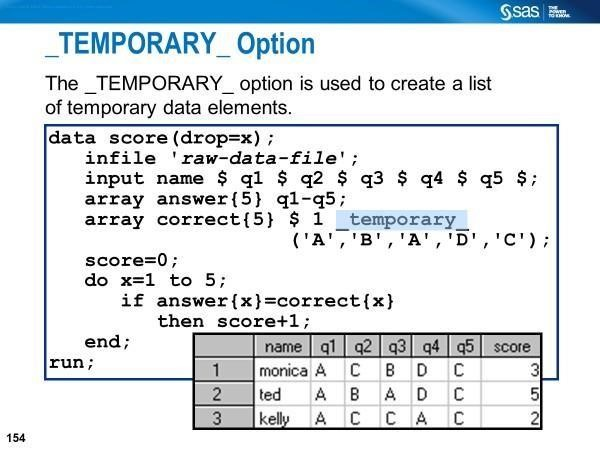 sas THE POWER TO KNOW.
_TEMPORARY_ Option
The _TEMPORARY_ option is used to create a list
of temporary data elements.
data score(drop=x);
infile 'raw-data-file';
input name $ q1 $ q2 $ q3 $ q4 $ q5 $;
array answer{5} q1-q5;
array correct{5} $ 1 _temporary_
('A','B','A','D','C');
score=0;
do x=1 to 5;
if answer{x}=correct{x}
then score+1;
end;
run;
name q1 q2 q3 q4 q5 score
1 monica A C B D C 3
2 ted A B A D C 5
3 kelly A C C A C 2
154